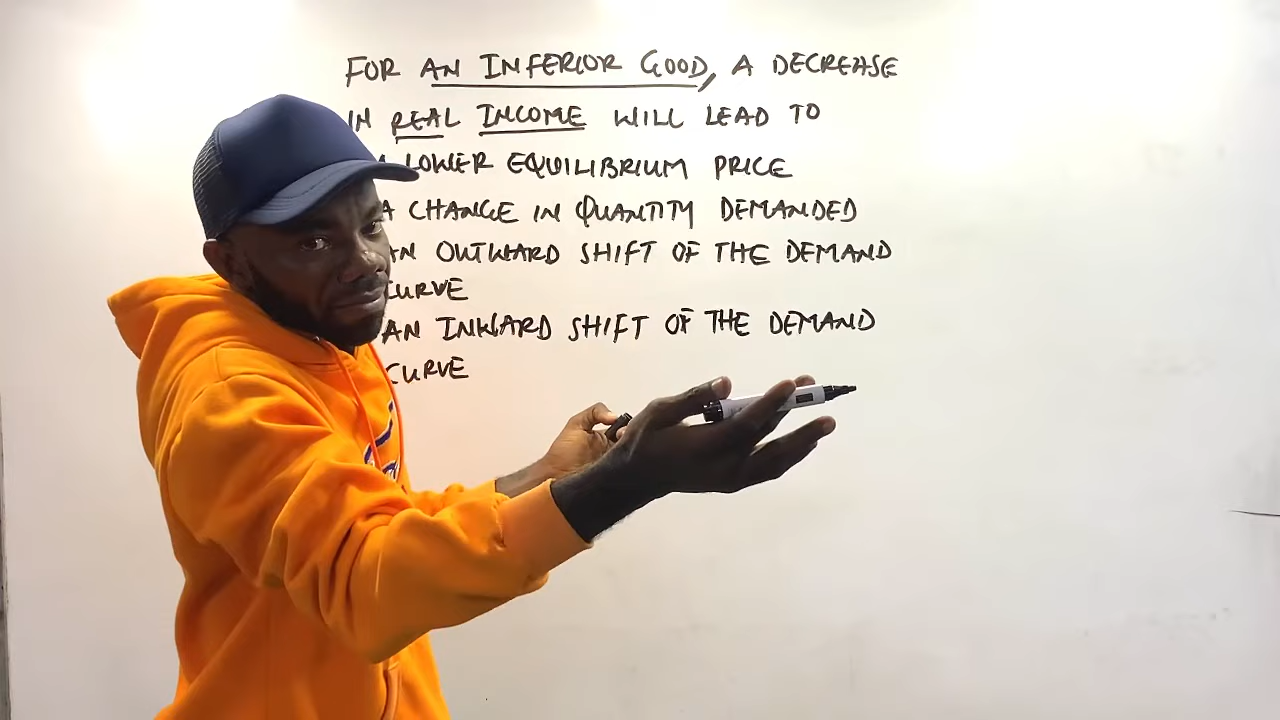 FOR AN INFERIOR GOOD, A DECREASE
IN REAL INCOME WILL LEAD TO
A LOWER EQUILIBRIUM PRICE
A CHANGE IN QUANTITY DEMANDED
AN OUTWARD SHIFT OF THE DEMAND
CURVE
AN INWARD SHIFT OF THE DEMAND
CURVE